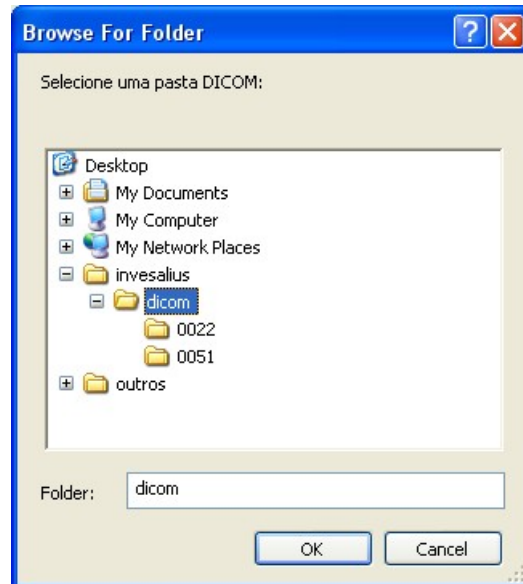 Browse For Folder
Selecione uma pasta DICOM:
Desktop
My Documents
My Computer
My Network Places
invesalius
dicom
0022
0051
outros
Folder: dicom
OK Cancel